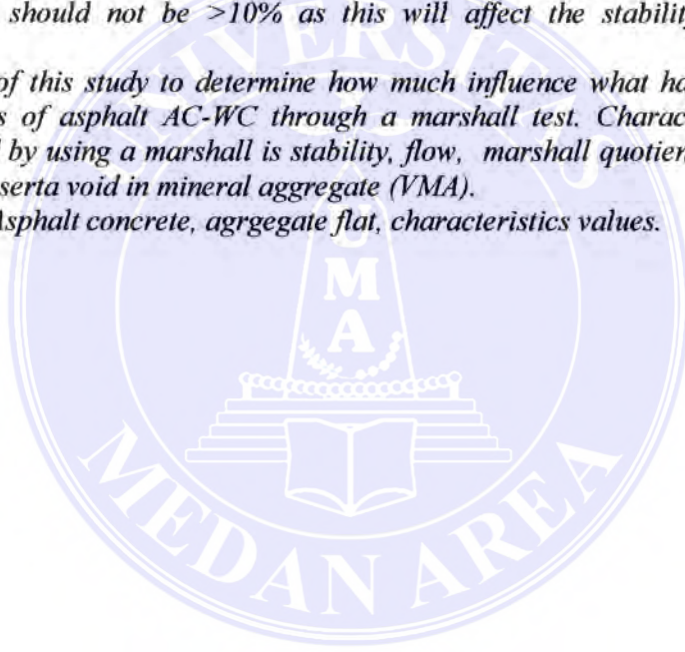 should not be >10% as this will affect the stability
of this study to determine how much influence what ha
s of asphalt AC-WC through a marshall test. Charac
l by using a marshall is stability, flow, marshall quotien
serta void in mineral aggregate (VMA).
Asphalt concrete, agrgegate flat, characteristics values.
UNIVERSITAS
U
M
A
MEDAN AREA